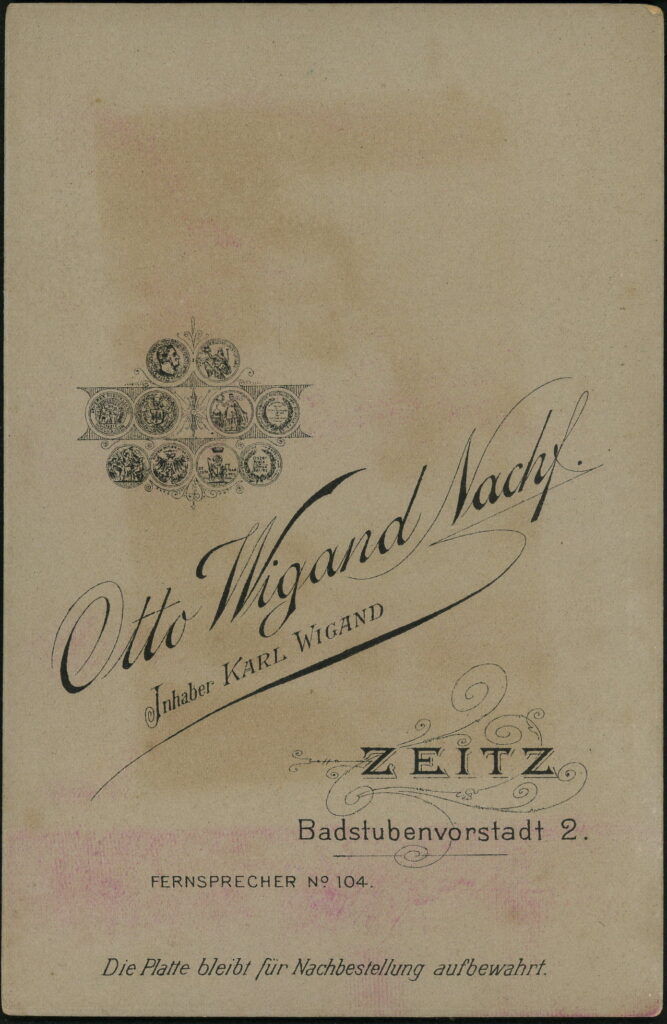 Otto Wigand Nachf.
Inhaber KARL WIGAND
ZEITZ
Badstubenvorstadt 2.
FERNSPRECHER Nº 104.
Die Platte bleibt für Nachbestellung aufbewahrt.